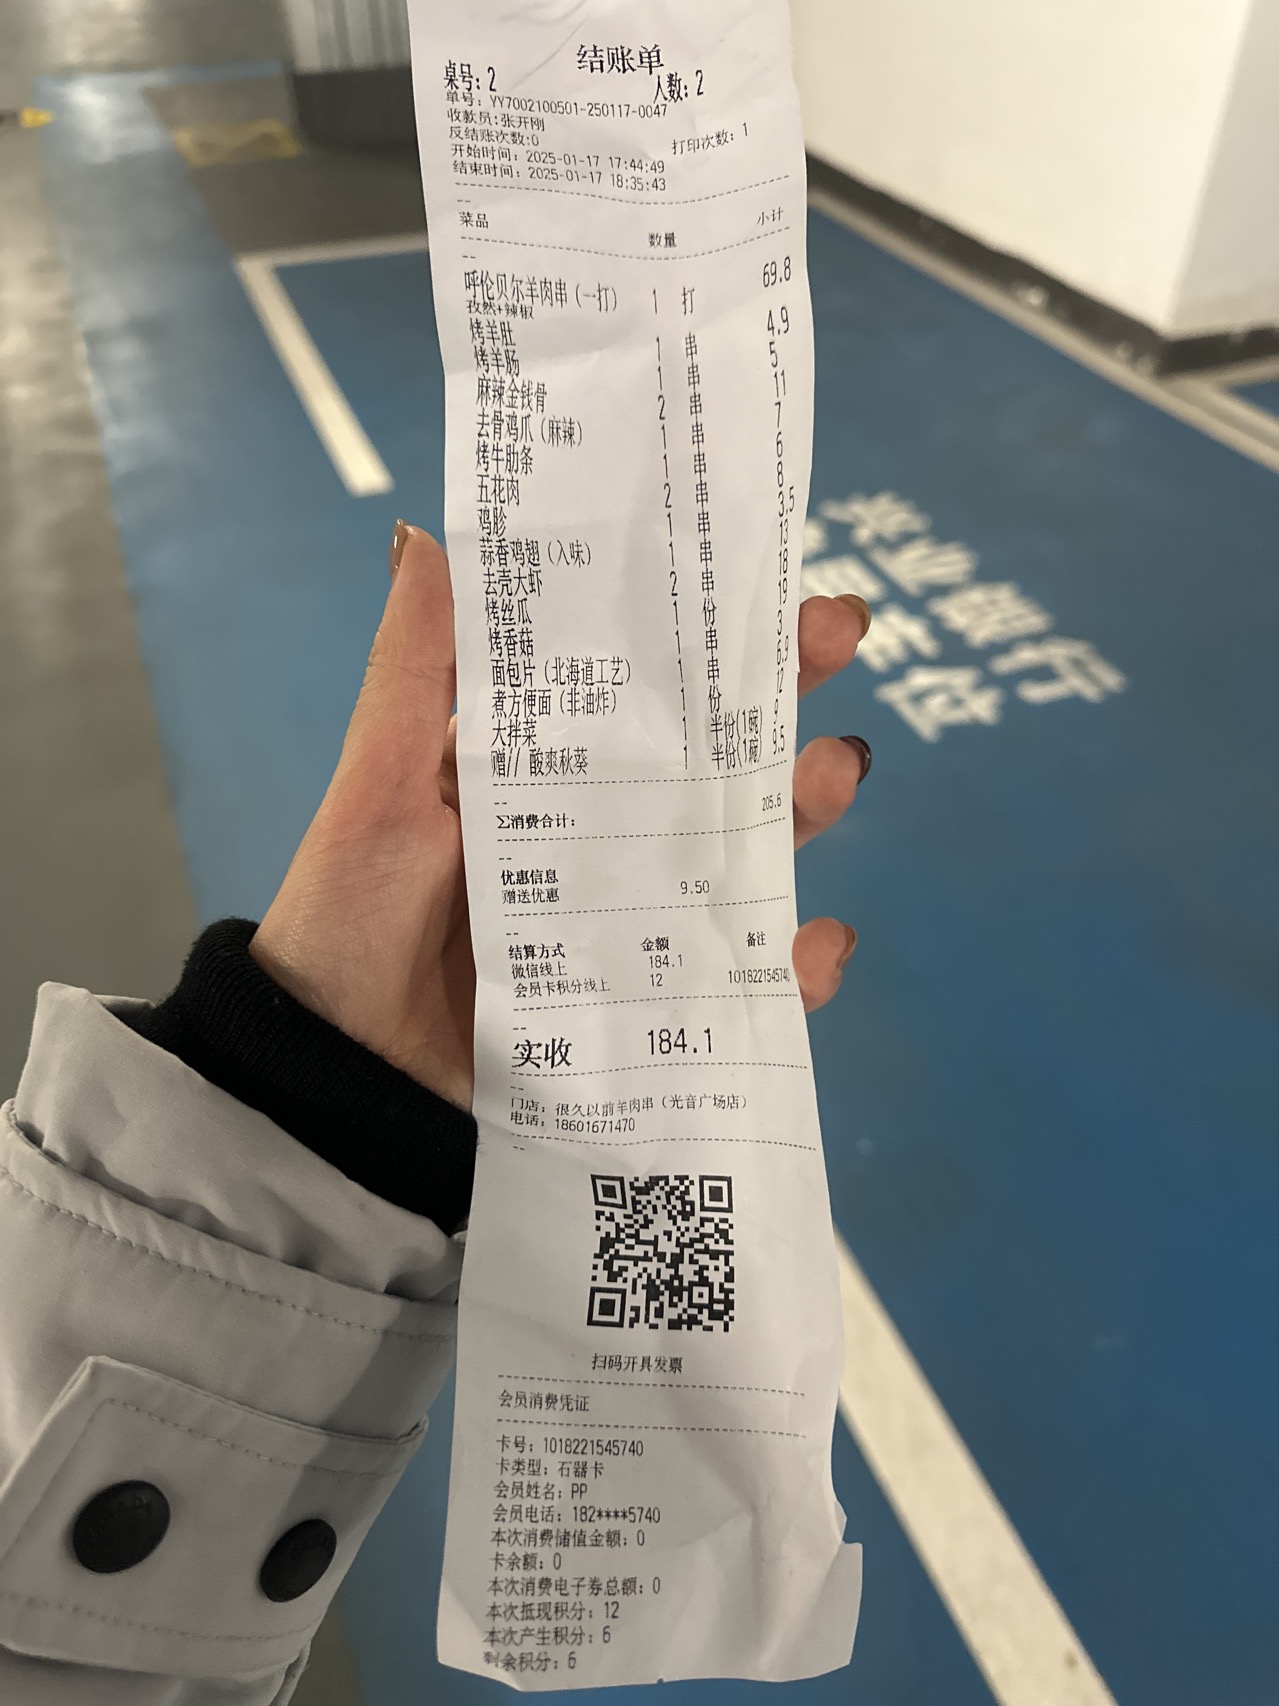 结账单
桌号: 2 人数: 2
单号: YY7002100501-250117-0047
收款员:张开刚
反结账次数:0 打印次数: 1
开始时间: 2025-01-17 17:44:49
结束时间: 2025-01-17 18:35:43
--
菜品 数量 小计
--
呼伦贝尔羊肉串(一打) 1 打 69.8
孜然+辣椒
烤羊肚 1 串 4.9
烤羊肠 1 串 5
麻辣金钱骨 2 串 11
去骨鸡爪(麻辣) 1 串 7
烤牛肋条 1 串 6
五花肉 2 串 8
鸡胗 1 串 3.5
蒜香鸡翅(入味) 1 串 13
去壳大虾 2 串 18
烤丝瓜 1 份 19
烤香菇 1 串 3
面包片(北海道工艺) 1 串 6.9
煮方便面(非油炸) 1 份 12
大拌菜 1 半份(1碗) 9
赠// 酸爽秋葵 1 半份(1碗) 9.5
--
Σ消费合计: 205.6
--
优惠信息
赠送优惠 9.50
--
结算方式 金额 备注
微信线上 184.1
会员卡积分线上 12 1018221545740
--
实收 184.1
--
门店: 很久以前羊肉串(光音广场店)
电话: 18601671470
--
扫码开具发票
会员消费凭证
卡号: 1018221545740
卡类型: 石器卡
会员姓名: PP
会员电话: 182****5740
本次消费储值金额: 0
卡余额: 0
本次消费电子券总额: 0
本次抵现积分: 12
本次产生积分: 6
剩余积分: 6
兴业银行
车位